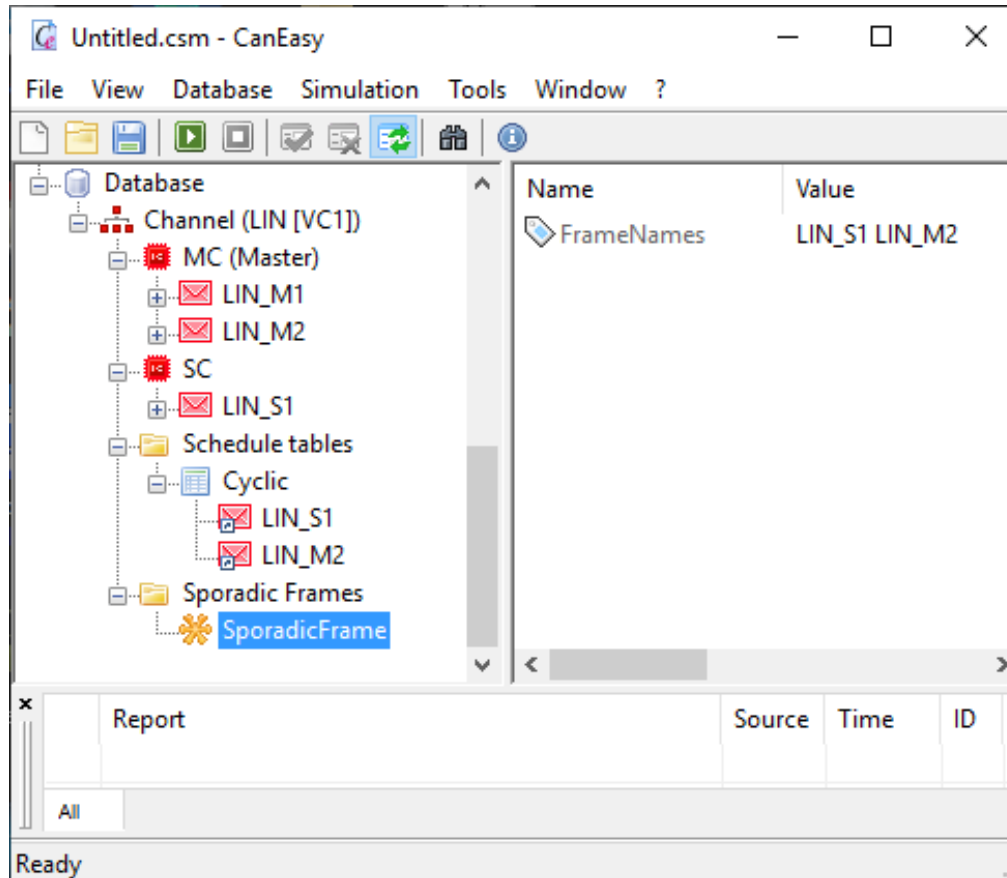 Untitled.csm - CanEasy
File View Database Simulation Tools Window ?
Database
Channel (LIN [VC1])
MC (Master)
LIN_M1
LIN_M2
SC
LIN_S1
Schedule tables
Cyclic
LIN_S1
LIN_M2
Sporadic Frames
SporadicFrame
Name Value
FrameNames LIN_S1 LIN_M2
Report Source Time ID
All
Ready